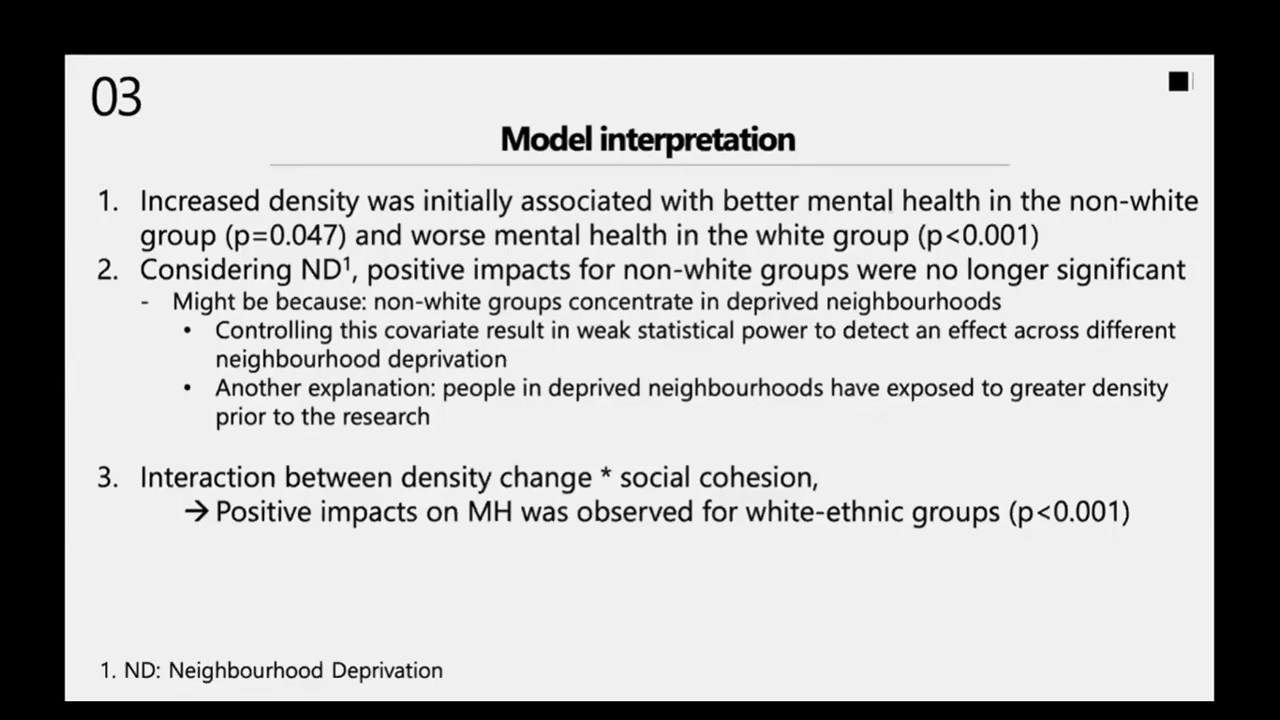 03
Model interpretation
1. Increased density was initially associated with better mental health in the non-white
group (p=0.047) and worse mental health in the white group (p<0.001)
2. Considering ND¹, positive impacts for non-white groups were no longer significant
- Might be because: non-white groups concentrate in deprived neighbourhoods
• Controlling this covariate result in weak statistical power to detect an effect across different
neighbourhood deprivation
• Another explanation: people in deprived neighbourhoods have exposed to greater density
prior to the research
3. Interaction between density change * social cohesion,
→ Positive impacts on MH was observed for white-ethnic groups (p<0.001)
1. ND: Neighbourhood Deprivation